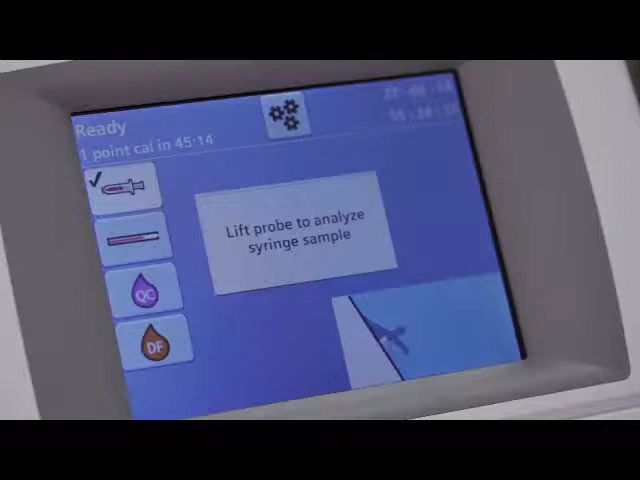 Ready
1 point cal in 45:14
Lift probe to analyze
syringe sample
QC
DF